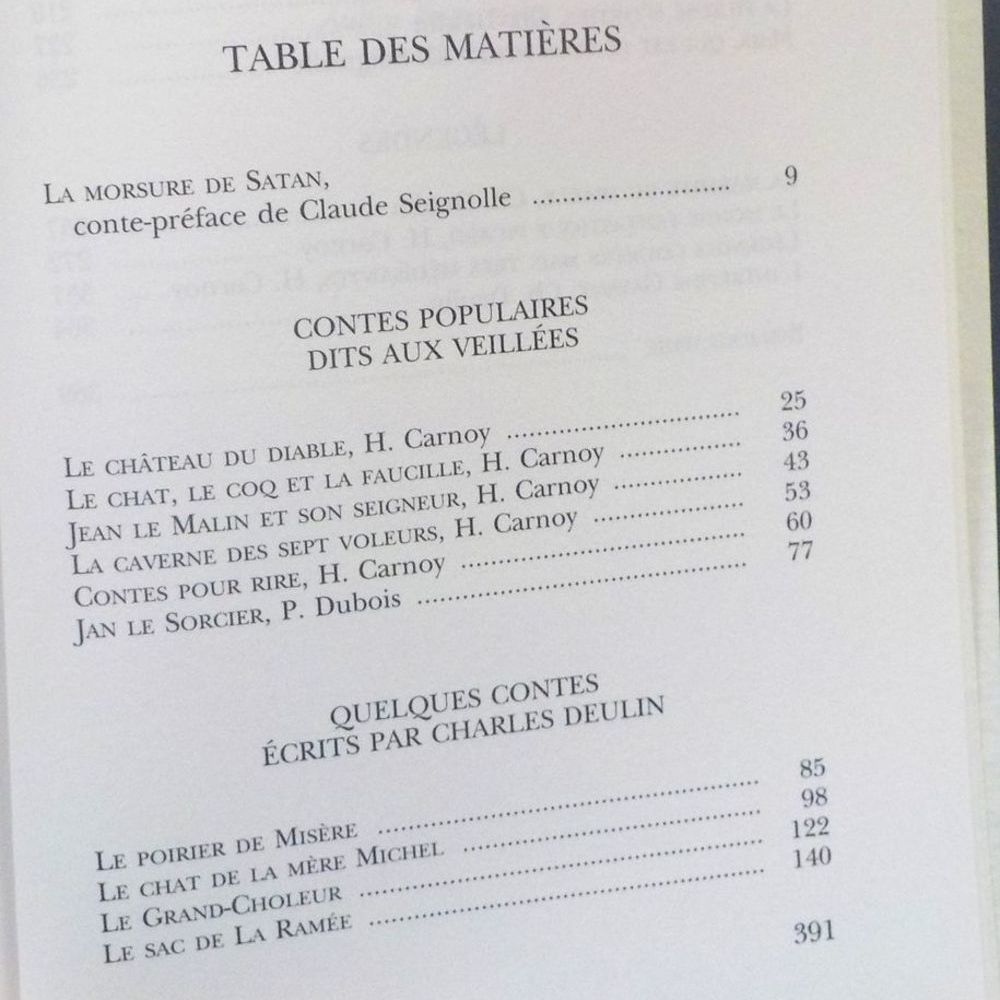 TABLE DES MATIÈRES
LA MORSURE DE SATAN,
conte-préface de Claude Seignolle .......................... 9
CONTES POPULAIRES
DITS AUX VEILLÉES
LE CHÂTEAU DU DIABLE, H. Carnoy .............................. 25
LE CHAT, LE COQ ET LA FAUCILLE, H. Carnoy ................ 36
JEAN LE MALIN ET SON SEIGNEUR, H. Carnoy ................. 43
LA CAVERNE DES SEPT VOLEURS, H. Carnoy .................... 53
CONTES POUR RIRE, H. Carnoy ..................................... 60
JAN LE SORCIER, P. Dubois .......................................... 77
QUELQUES CONTES
ÉCRITS PAR CHARLES DEULIN
LE POIRIER DE MISÈRE ................................................. 85
LE CHAT DE LA MÈRE MICHEL ...................................... 98
LE GRAND-CHOLEUR .................................................... 122
LE SAC DE LA RAMÉE .................................................. 140
391